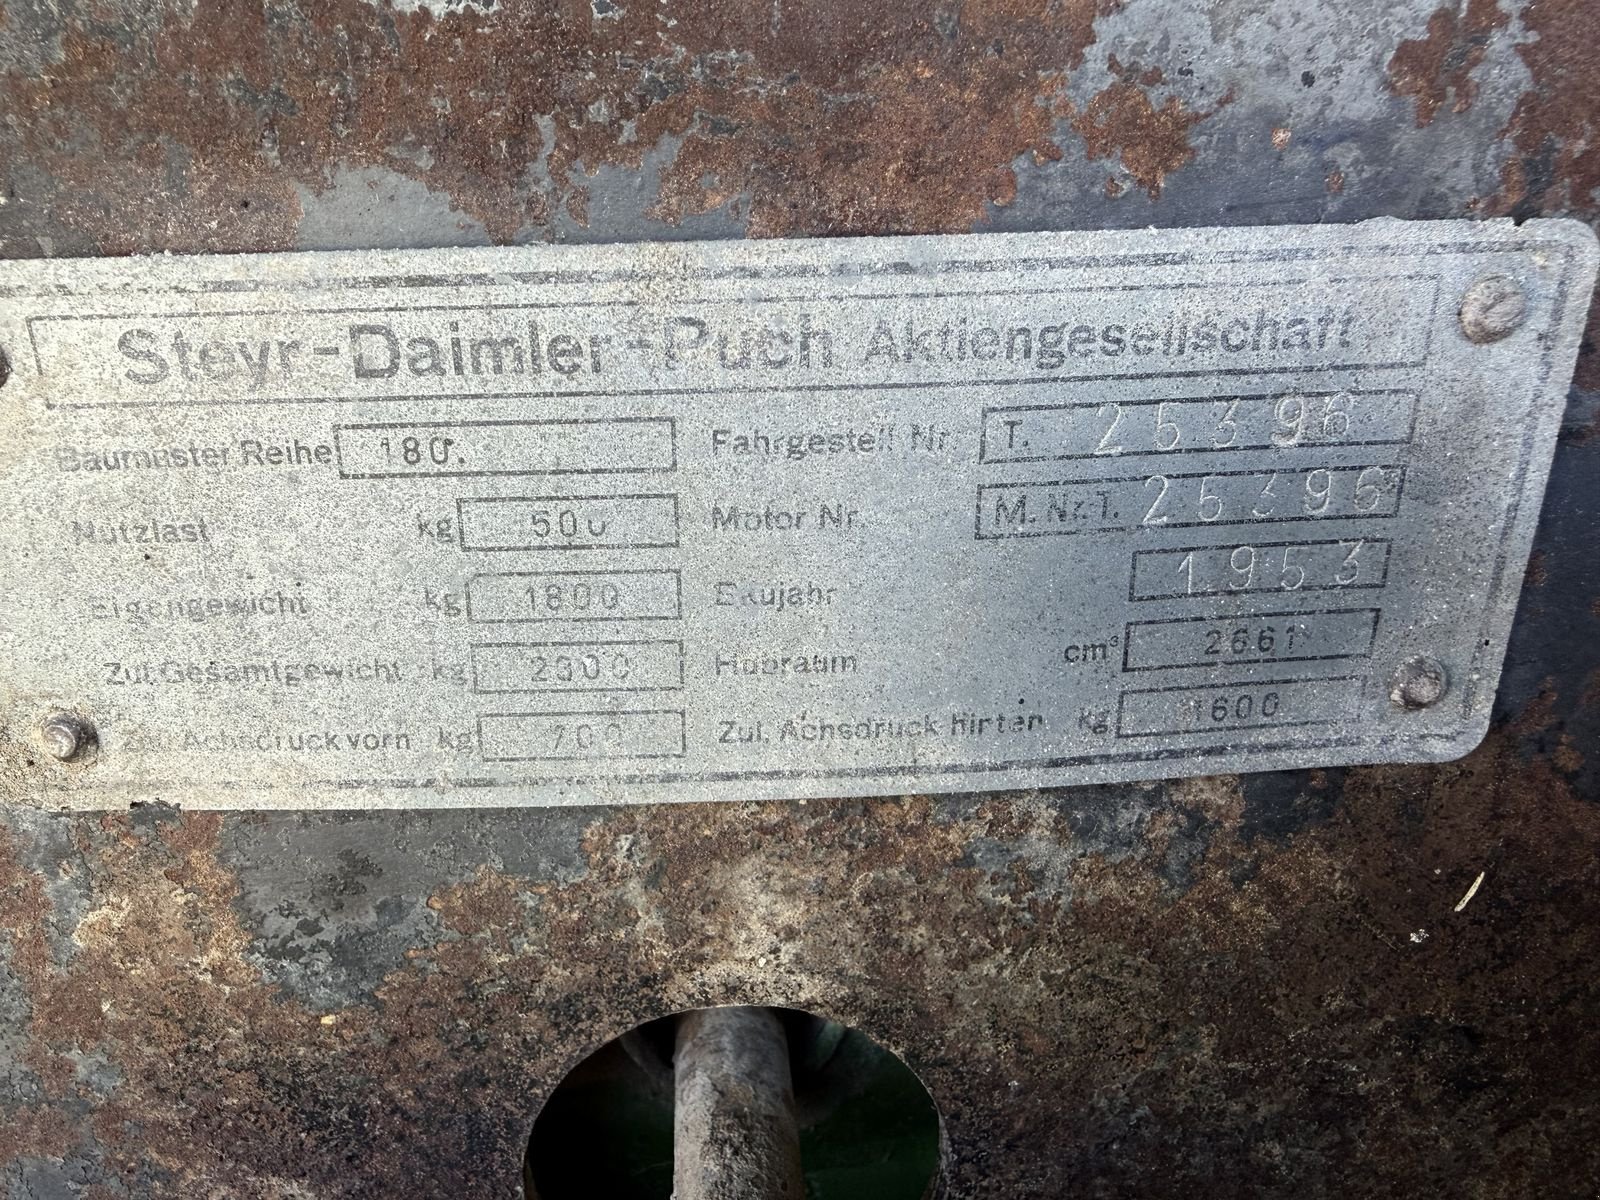 Steyr-Daimler-Puch Aktiengesellschaft
Baumuster Reihe 180. Fahrgestell Nr. T. 25396
Nutzlast kg 500 Motor Nr. M. Nr. T. 25396
Eigengewicht kg 1800 Baujahr 1953
Zul. Gesamtgewicht kg 2300 Hubraum cm³ 2661
Zul. Achsdruck vorn kg 700 Zul. Achsdruck hinten kg 1600